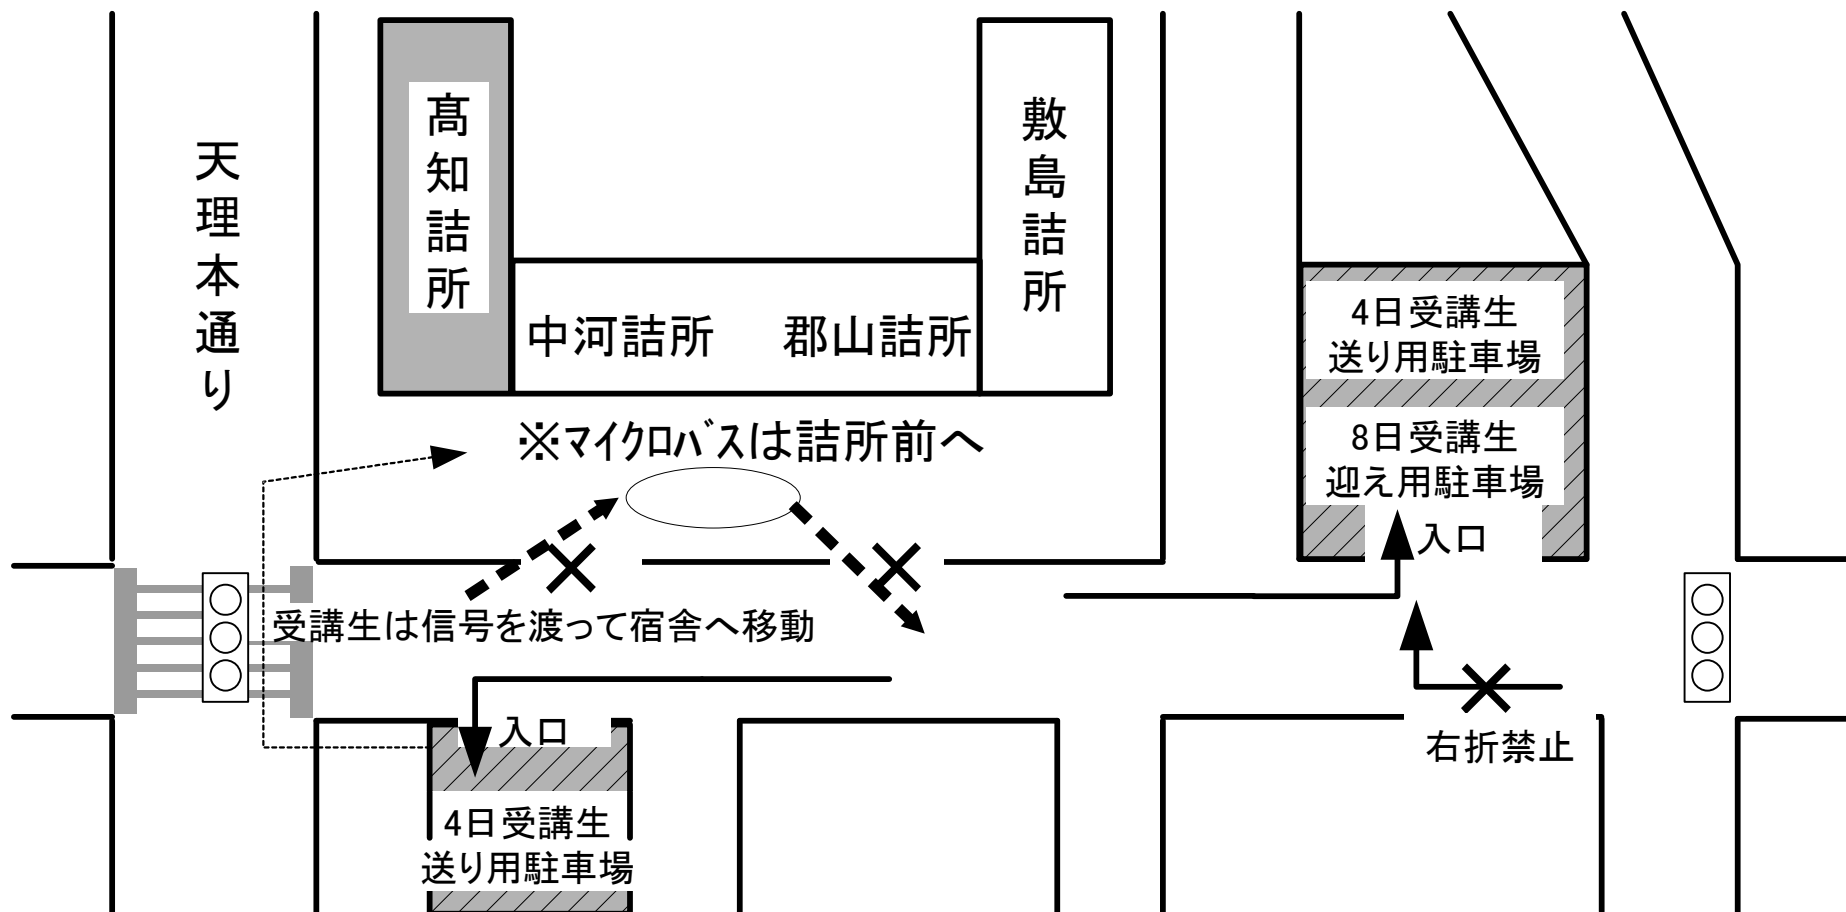 天理本通り
髙知詰所
敷島詰所
中河詰所
郡山詰所
※マイクロバスは詰所前へ
4日受講生
送り用駐車場
8日受講生
迎え用駐車場
入口
受講生は信号を渡って宿舎へ移動
入口
右折禁止
4日受講生
送り用駐車場